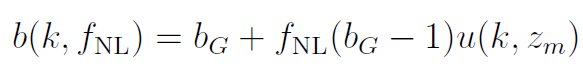 b(k, f_NL) = b_G + f_NL(b_G − 1)u(k, z_m)